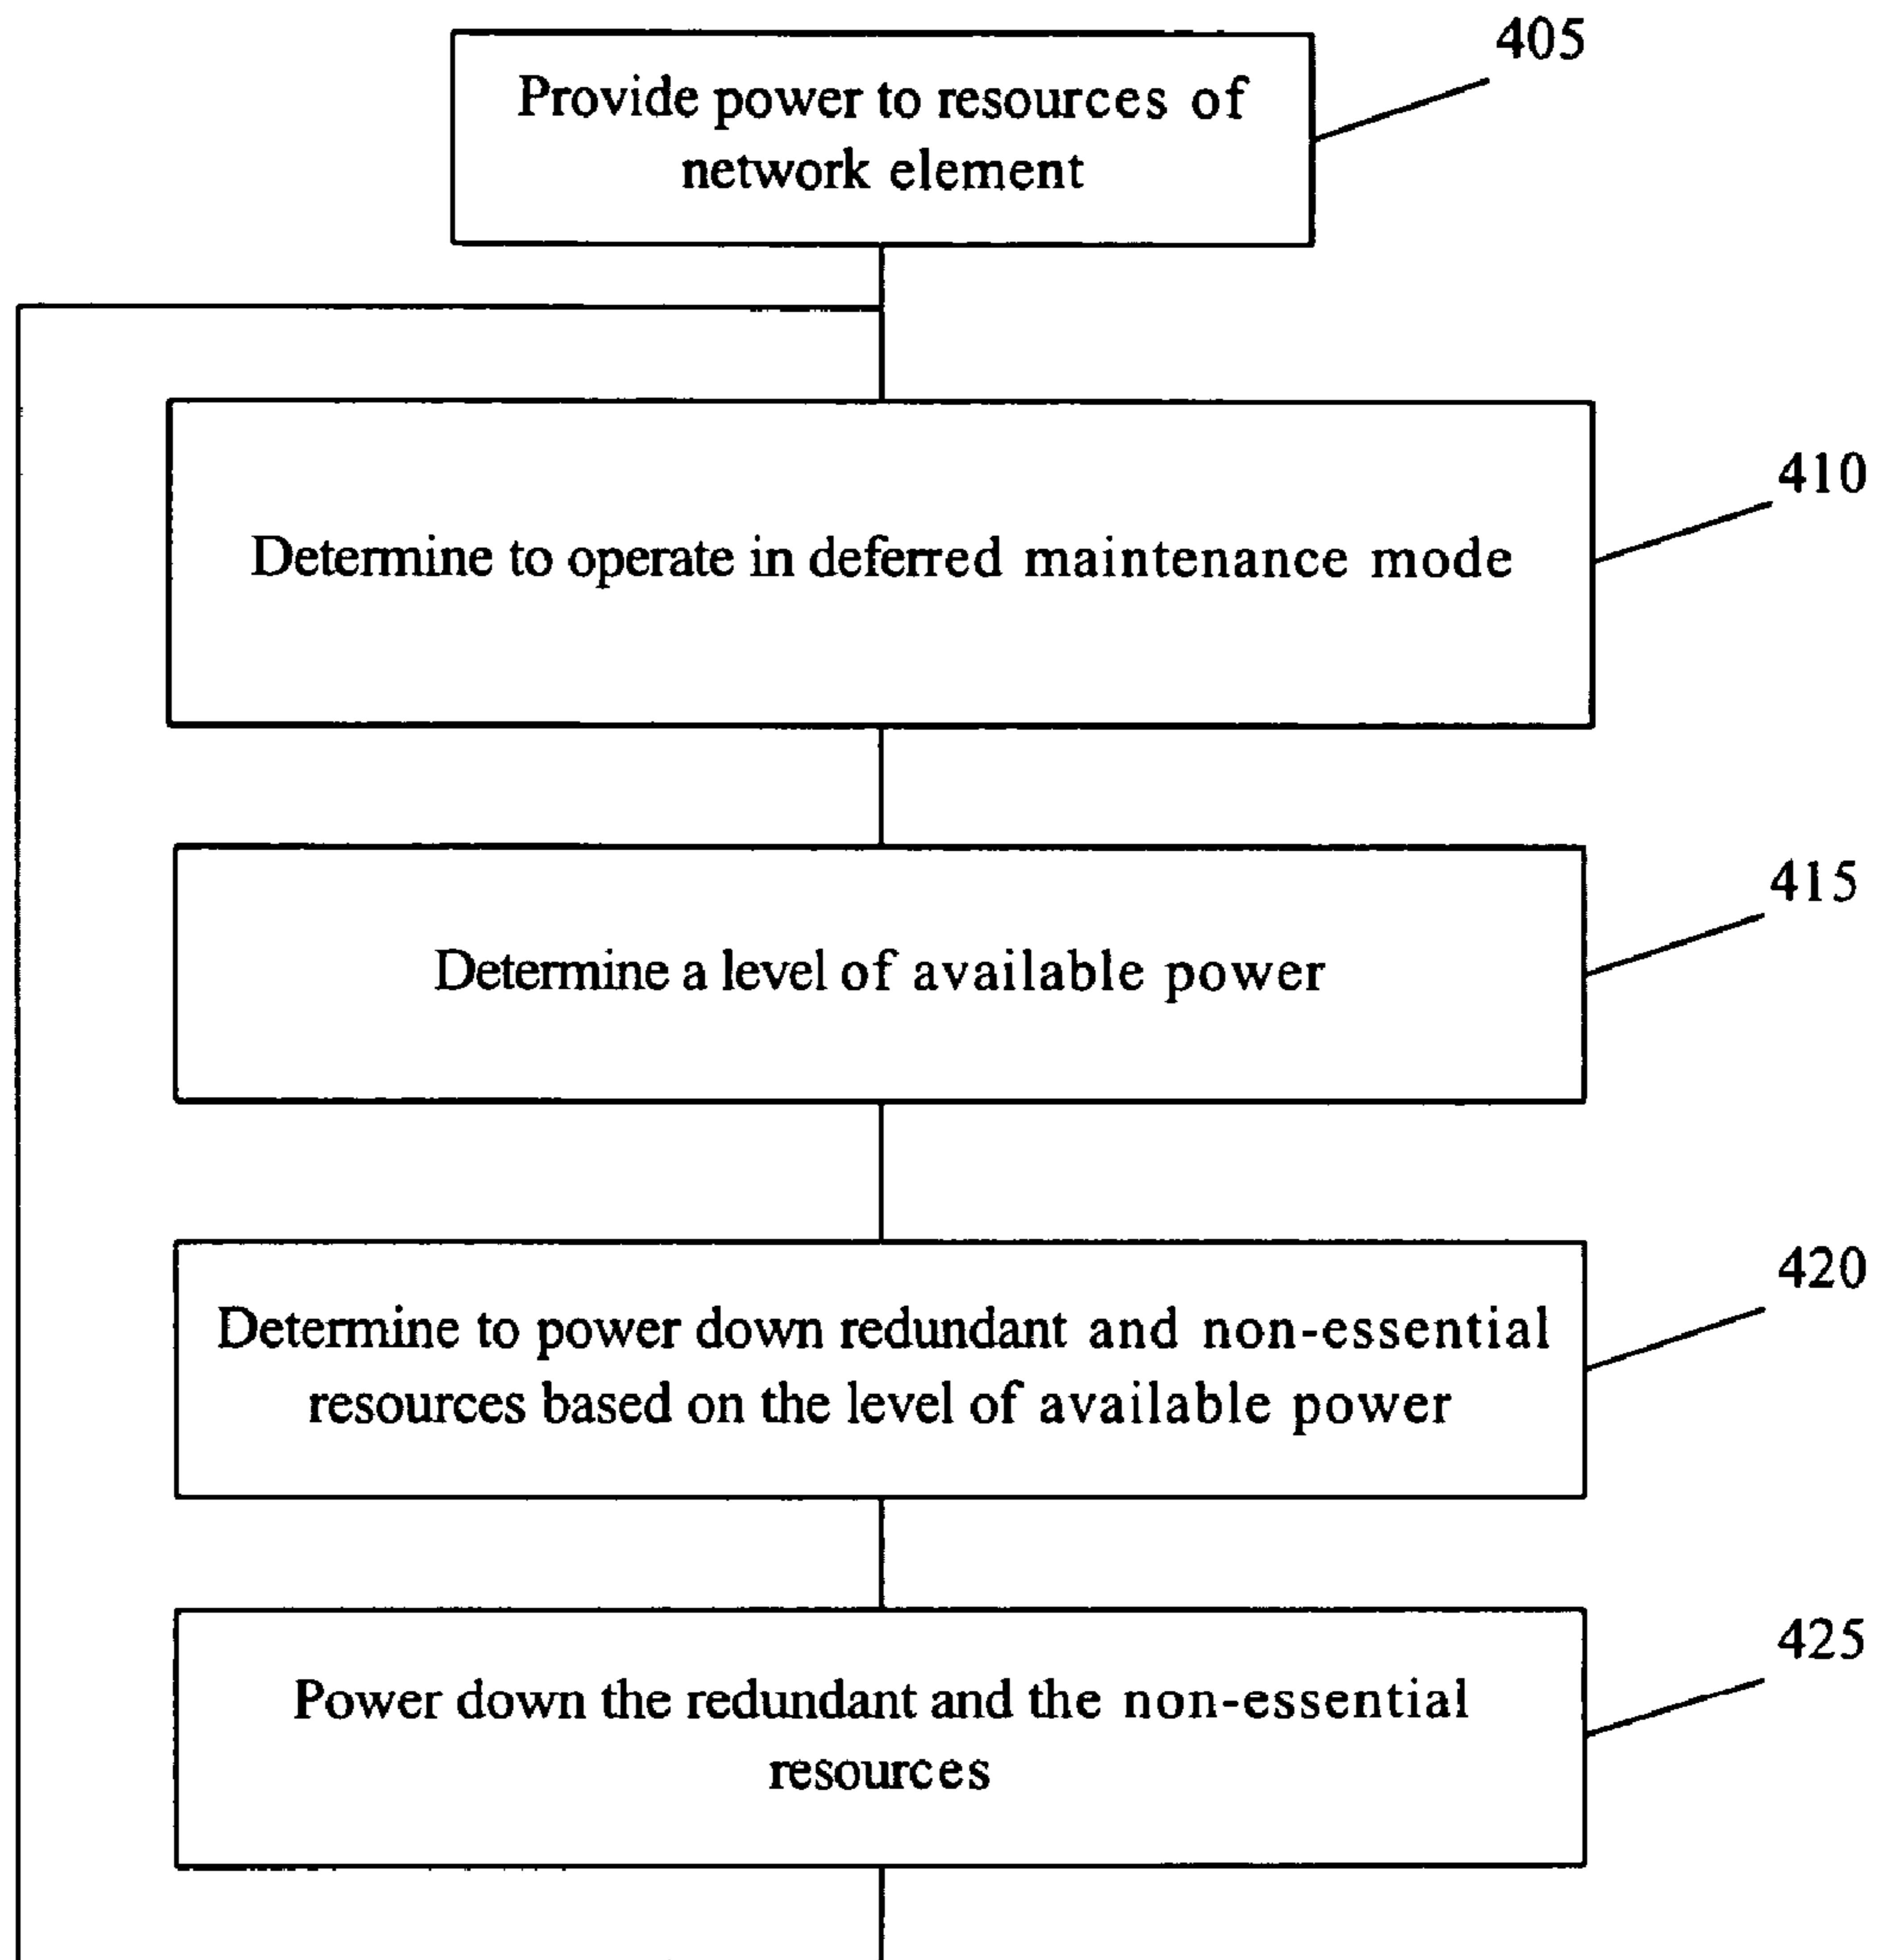 405
Provide power to resources of
network element
410
Determine to operate in deferred maintenance mode
415
Determine a level of available power
420
Determine to power down redundant and non-essential
resources based on the level of available power
425
Power down the redundant and the non-essential
resources